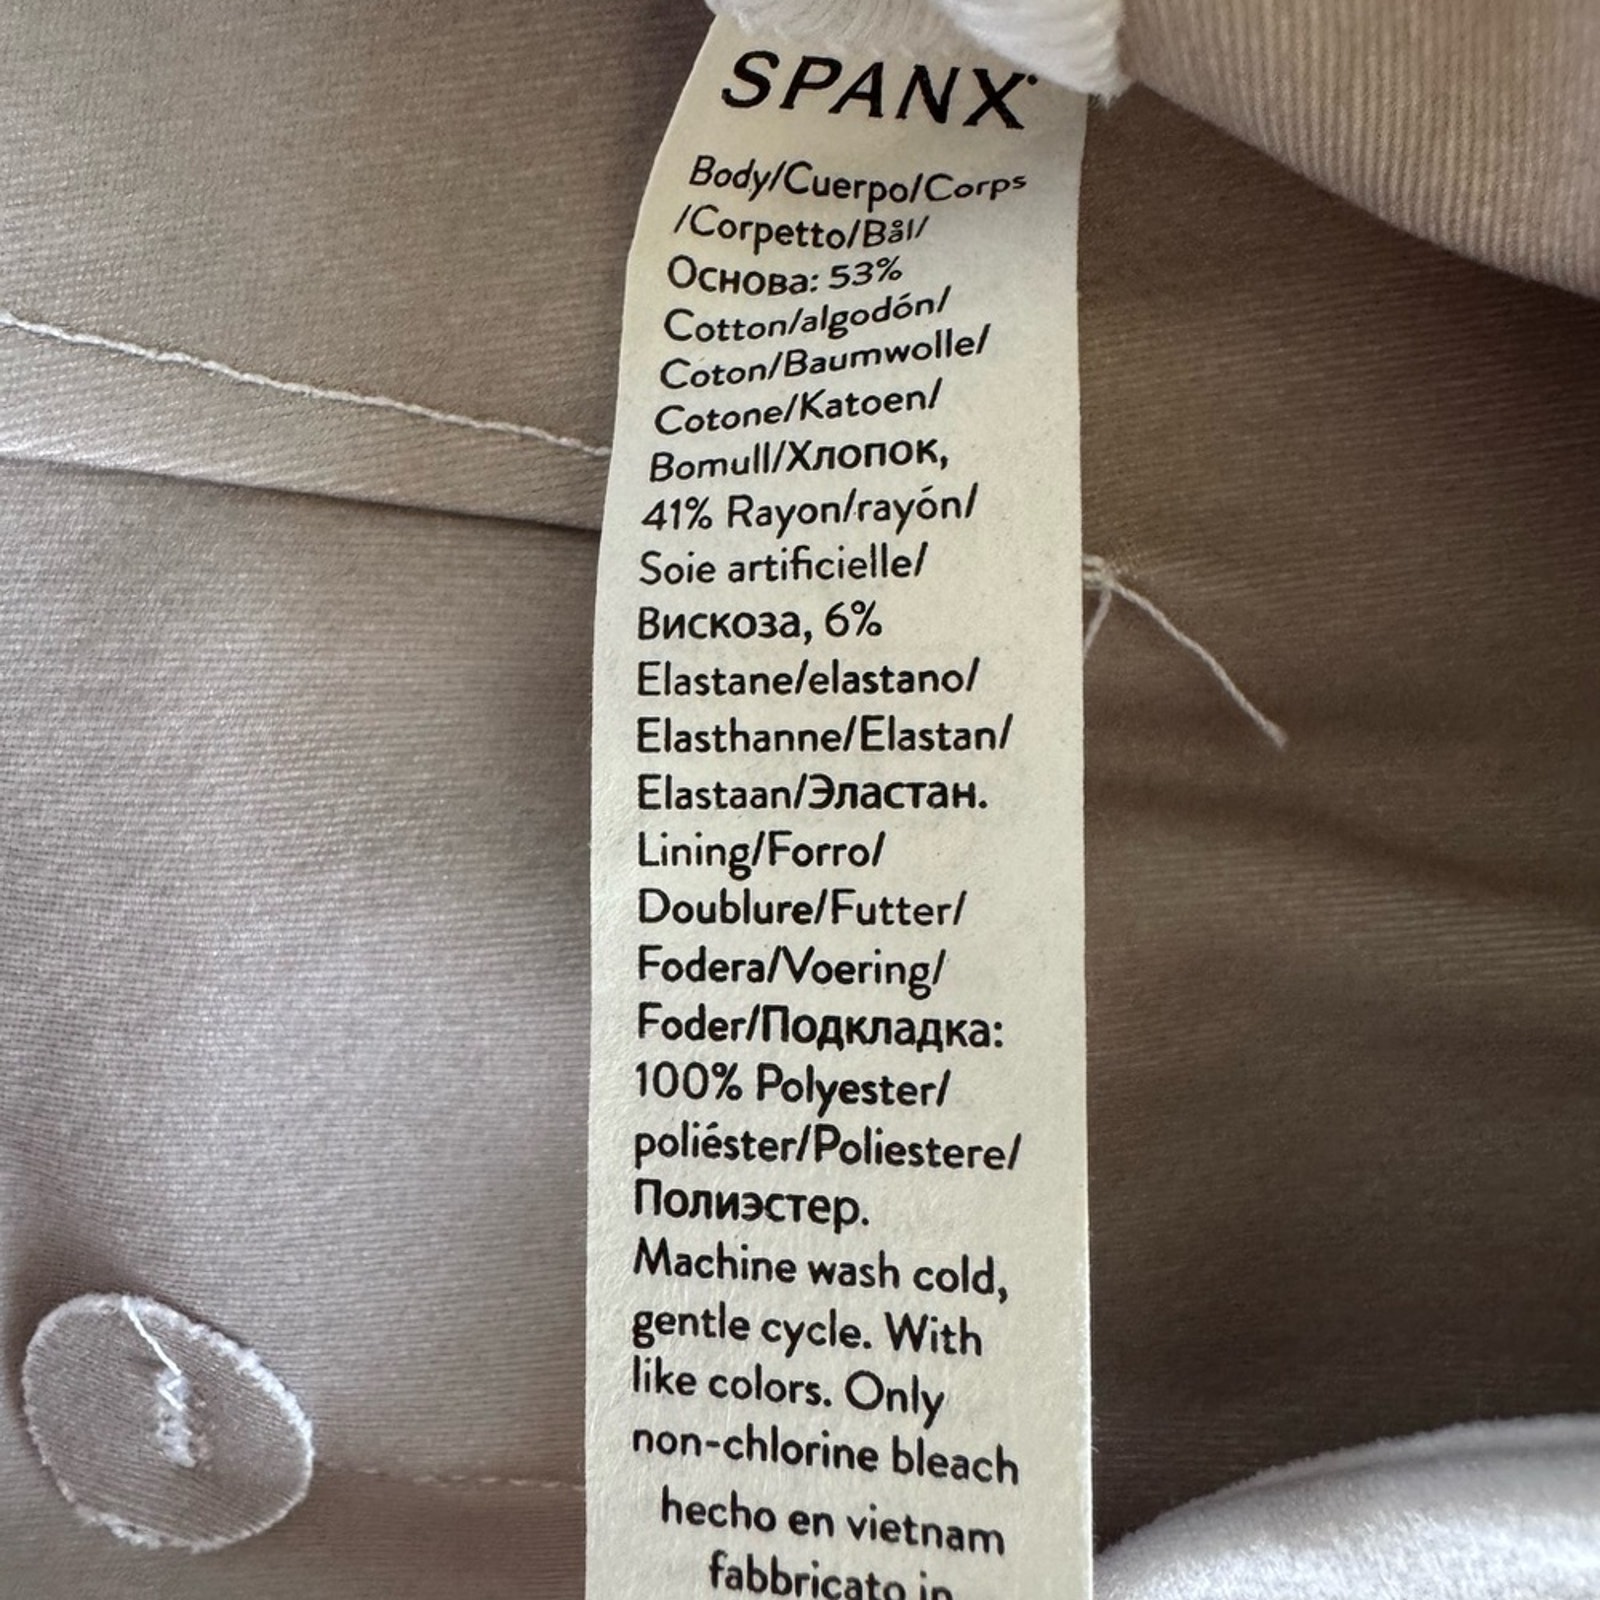 SPANX
Body/Cuerpo/Corps
/Corpetto/Bål/
Основа: 53%
Cotton/algodón/
Coton/Baumwolle/
Cotone/Katoen/
Bomull/Хлопок,
41% Rayon/rayón/
Soie artificielle/
Вискоза, 6%
Elastane/elastano/
Elasthanne/Elastan/
Elastaan/Эластан.
Lining/Forro/
Doublure/Futter/
Fodera/Voering/
Foder/Подкладка:
100% Polyester/
poliéster/Poliestere/
Полиэстер.
Machine wash cold,
gentle cycle. With
like colors. Only
non-chlorine bleach
hecho en vietnam
fabbricato in